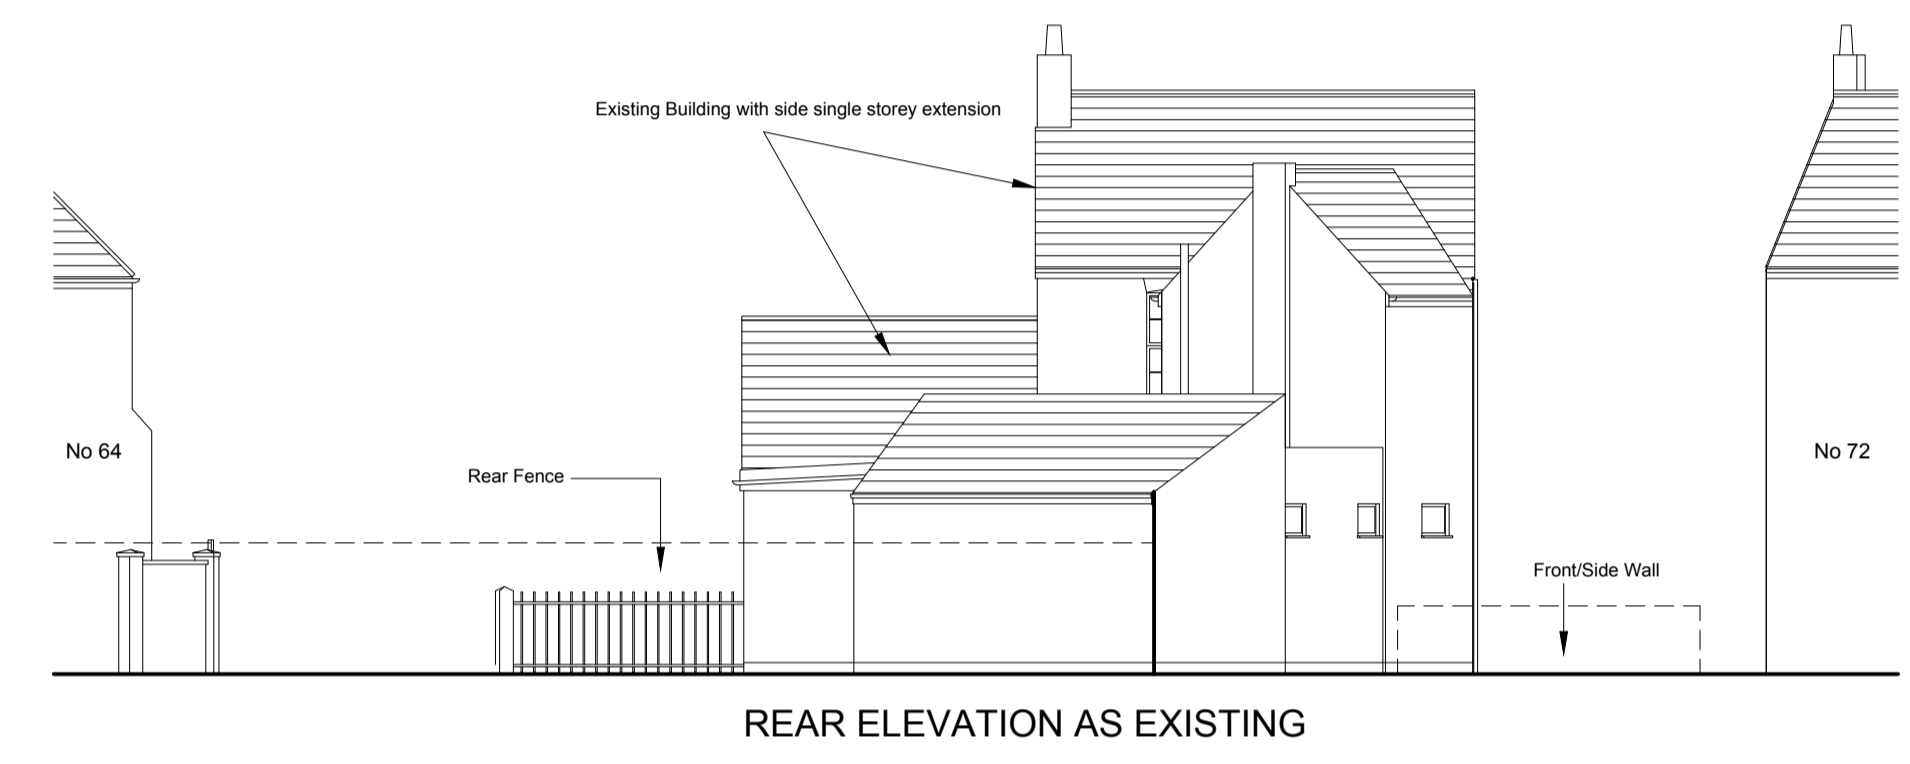 Existing Building with side single storey extension
No 64
Rear Fence
No 72
Front/Side Wall
REAR ELEVATION AS EXISTING